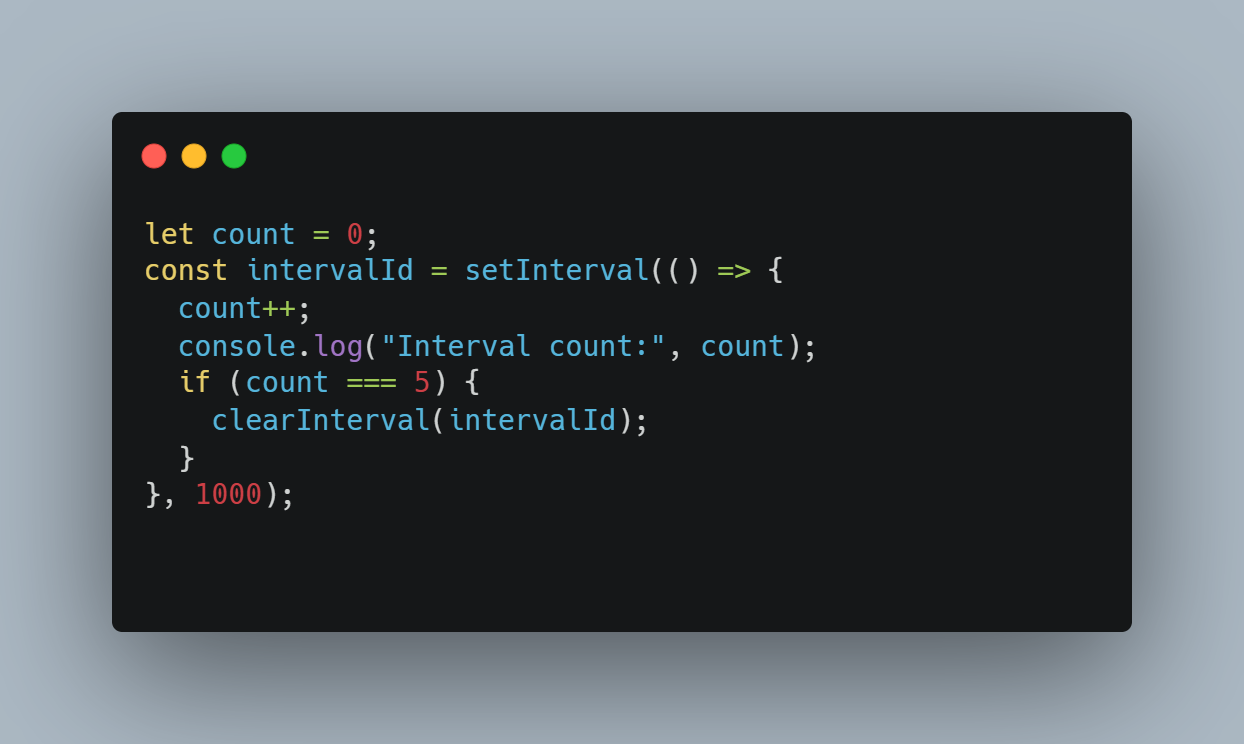 let count = 0;
const intervalId = setInterval(() => {
  count++;
  console.log("Interval count:", count);
  if (count === 5) {
    clearInterval(intervalId);
  }
}, 1000);